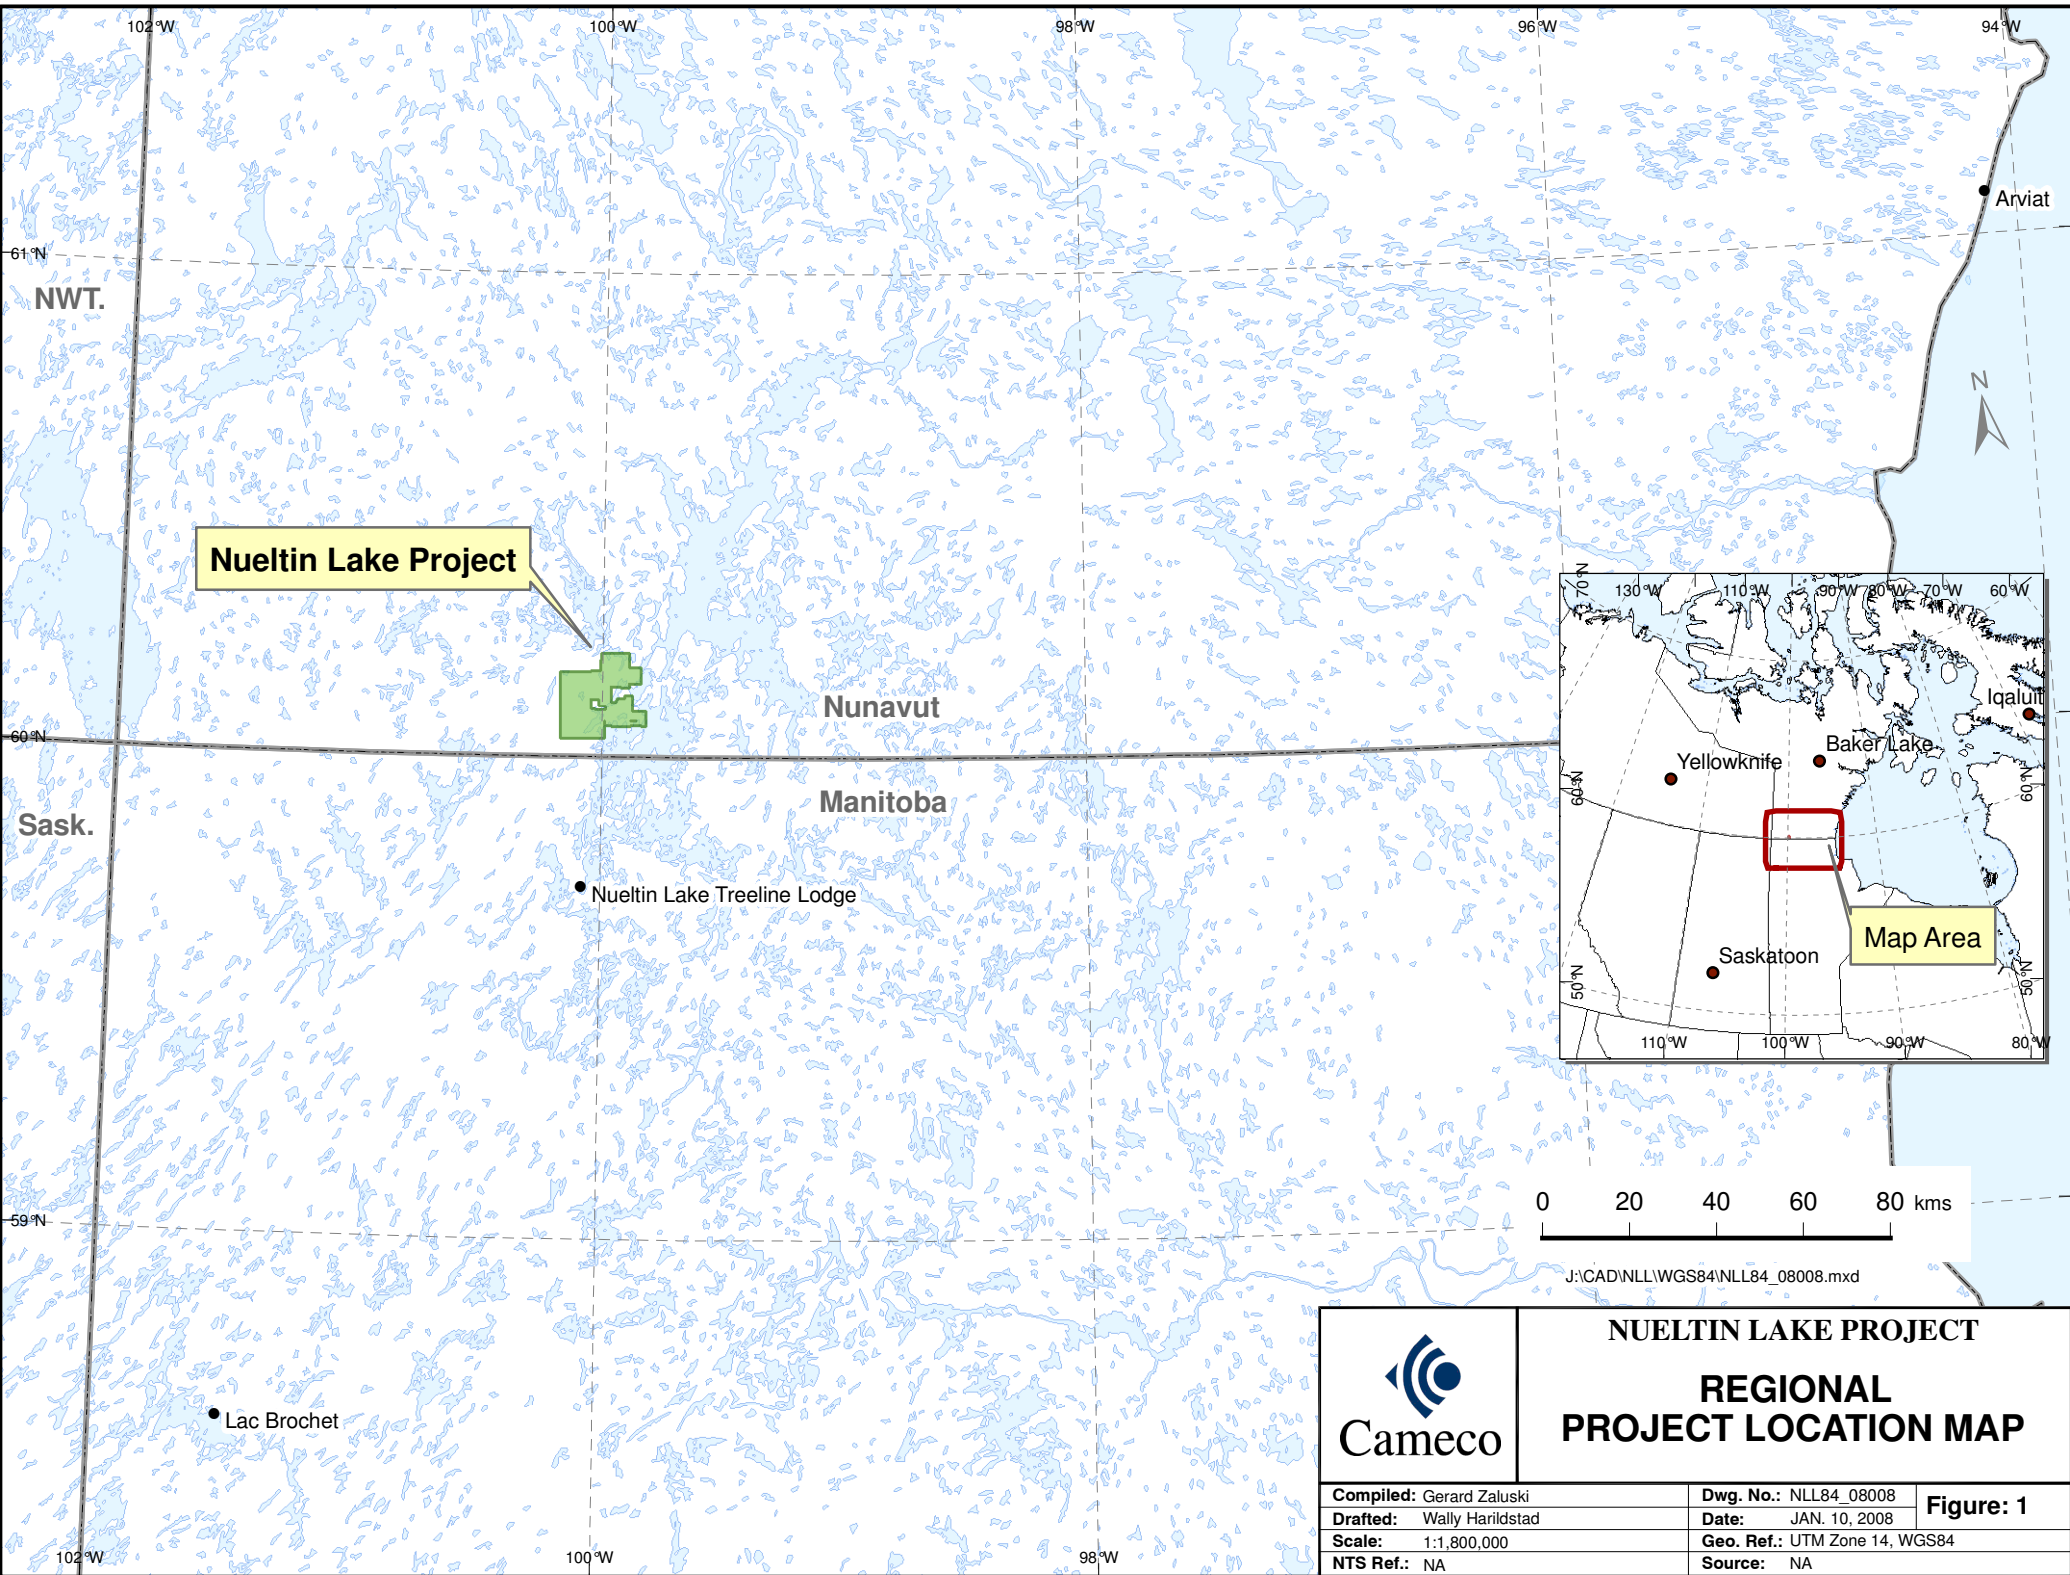 102°W
100°W
98°W
96°W
94°W
Arviat
61°N
NWT.
N
Nueltin Lake Project
Nunavut
60°N
Manitoba
Sask.
Nueltin Lake Treeline Lodge
70°N
130°W
110°W
90°W
80°W
70°W
60°W
Iqaluit
Baker Lake
Yellowknife
60°N
60°N
Map Area
Saskatoon
50°N
50°N
110°W
100°W
90°W
80°W
59°N
0 20 40 60 80 kms
J:\CAD\NLL\WGS84\NLL84_08008.mxd
Lac Brochet
102°W
100°W
98°W
Cameco
NUELTIN LAKE PROJECT
REGIONAL
PROJECT LOCATION MAP
Compiled: Gerard Zaluski
Dwg. No.: NLL84_08008
Figure: 1
Drafted: Wally Harildstad
Date: JAN. 10, 2008
Scale: 1:1,800,000
Geo. Ref.: UTM Zone 14, WGS84
NTS Ref.: NA
Source: NA